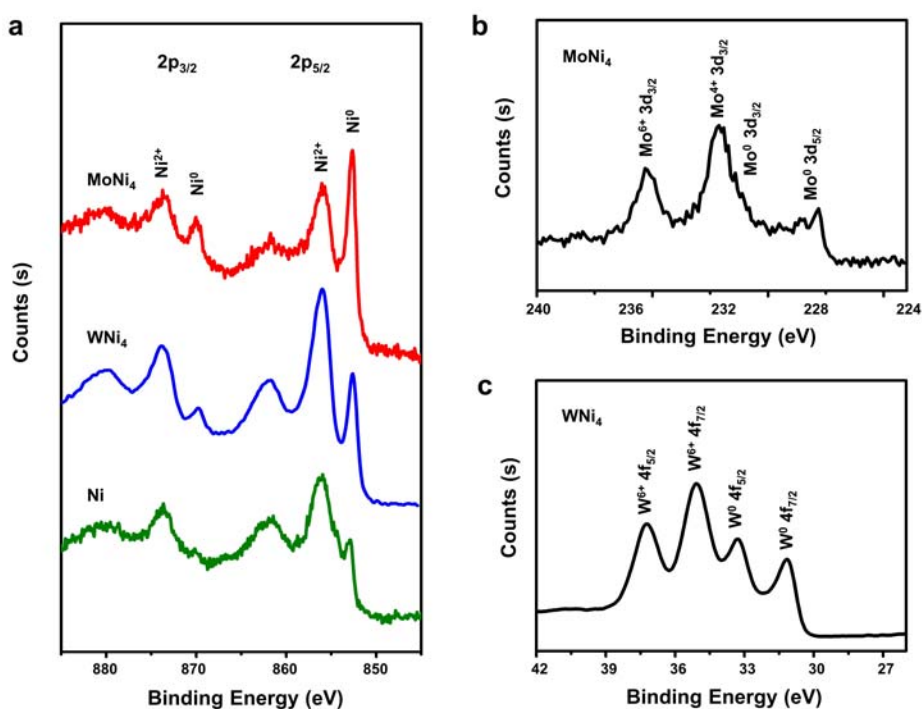 a
2p3/2 2p5/2
Ni2+
Ni0
Ni2+
Ni0
MoNi4
WNi4
Ni
Counts (s)
880 870 860 850
Binding Energy (eV)
b
MoNi4
Mo6+ 3d3/2
Mo4+ 3d3/2
Mo0 3d3/2
Mo0 3d5/2
Counts (s)
240 236 232 228 224
Binding Energy (eV)
c
WNi4
W6+ 4f5/2
W6+ 4f7/2
W0 4f5/2
W0 4f7/2
Counts (s)
42 39 36 33 30 27
Binding Energy (eV)